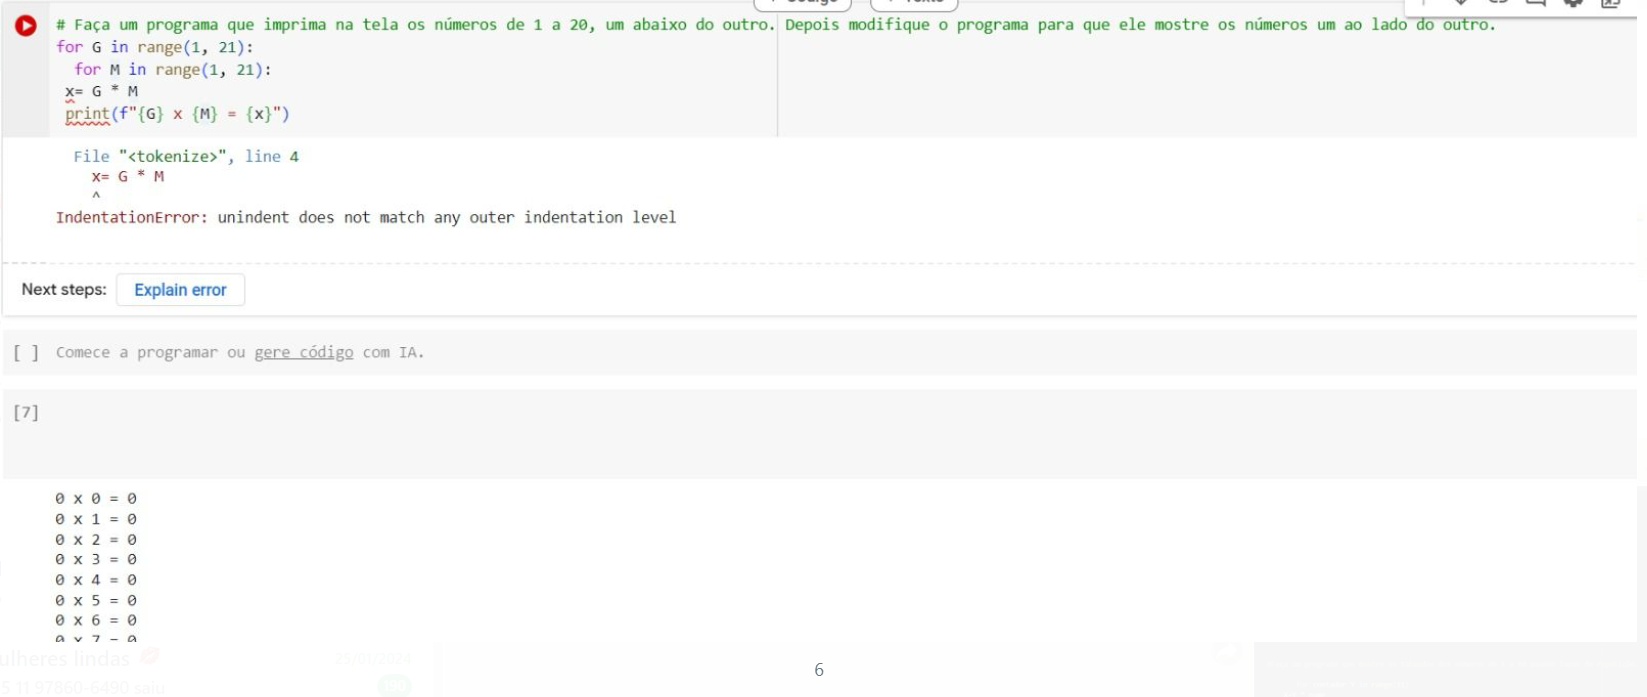 # Faça um programa que imprima na tela os números de 1 a 20, um abaixo do outro. Depois modifique o programa para que ele mostre os números um ao lado do outro.
for G in range(1, 21):
  for M in range(1, 21):
 x= G * M
 print(f"{G} x {M} = {x}")
File "<tokenize>", line 4
x= G * M
^
IndentationError: unindent does not match any outer indentation level
Next steps: Explain error
[ ] Comece a programar ou gere código com IA.
[7]
0 x 0 = 0
0 x 1 = 0
0 x 2 = 0
0 x 3 = 0
0 x 4 = 0
0 x 5 = 0
0 x 6 = 0
0 x 7 = 0
ulheres lindas 💋 25/01/2024
5 11 97860-6490 saiu
6